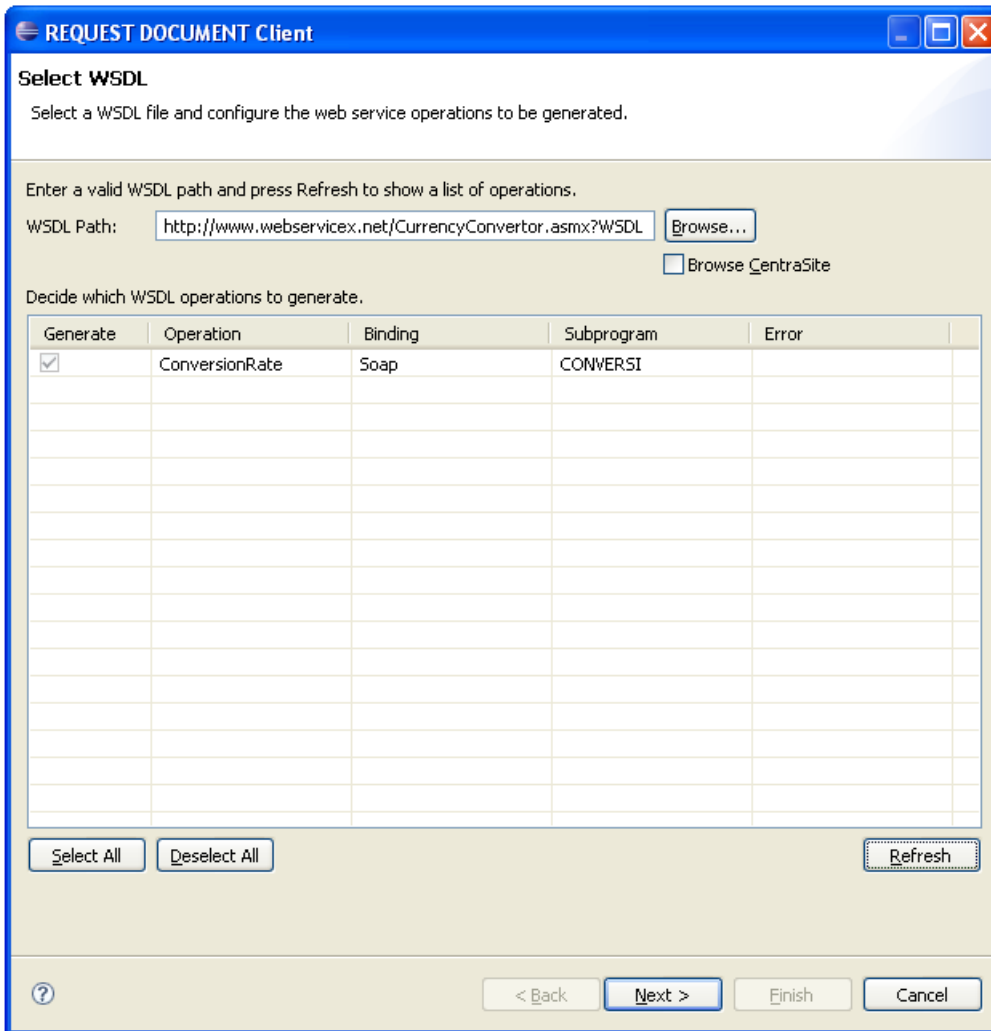 REQUEST DOCUMENT Client
Select WSDL
Select a WSDL file and configure the web service operations to be generated.
Enter a valid WSDL path and press Refresh to show a list of operations.
WSDL Path: http://www.webservicex.net/CurrencyConvertor.asmx?WSDL Browse...
Browse CentraSite
Decide which WSDL operations to generate.
Generate Operation Binding Subprogram Error
ConversionRate Soap CONVERSI
Select All Deselect All Refresh
? < Back Next > Finish Cancel